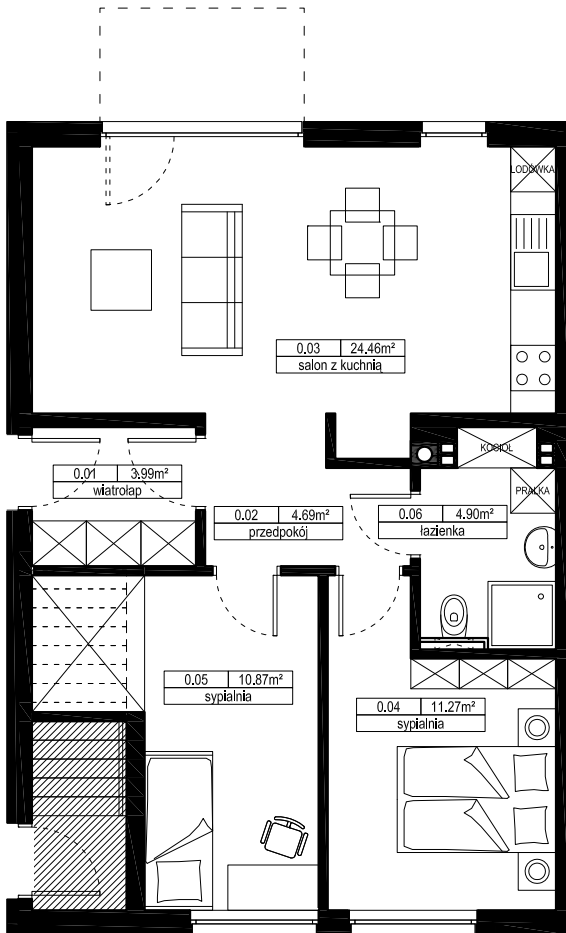 LODÓWKA
0.03 24.46m²
salon z kuchnią
KOCIOŁ
0.01 3.99m²
wiatrołap
PRALKA
0.02 4.69m²
przedpokój
0.06 4.90m²
łazienka
0.05 10.87m²
sypialnia
0.04 11.27m²
sypialnia